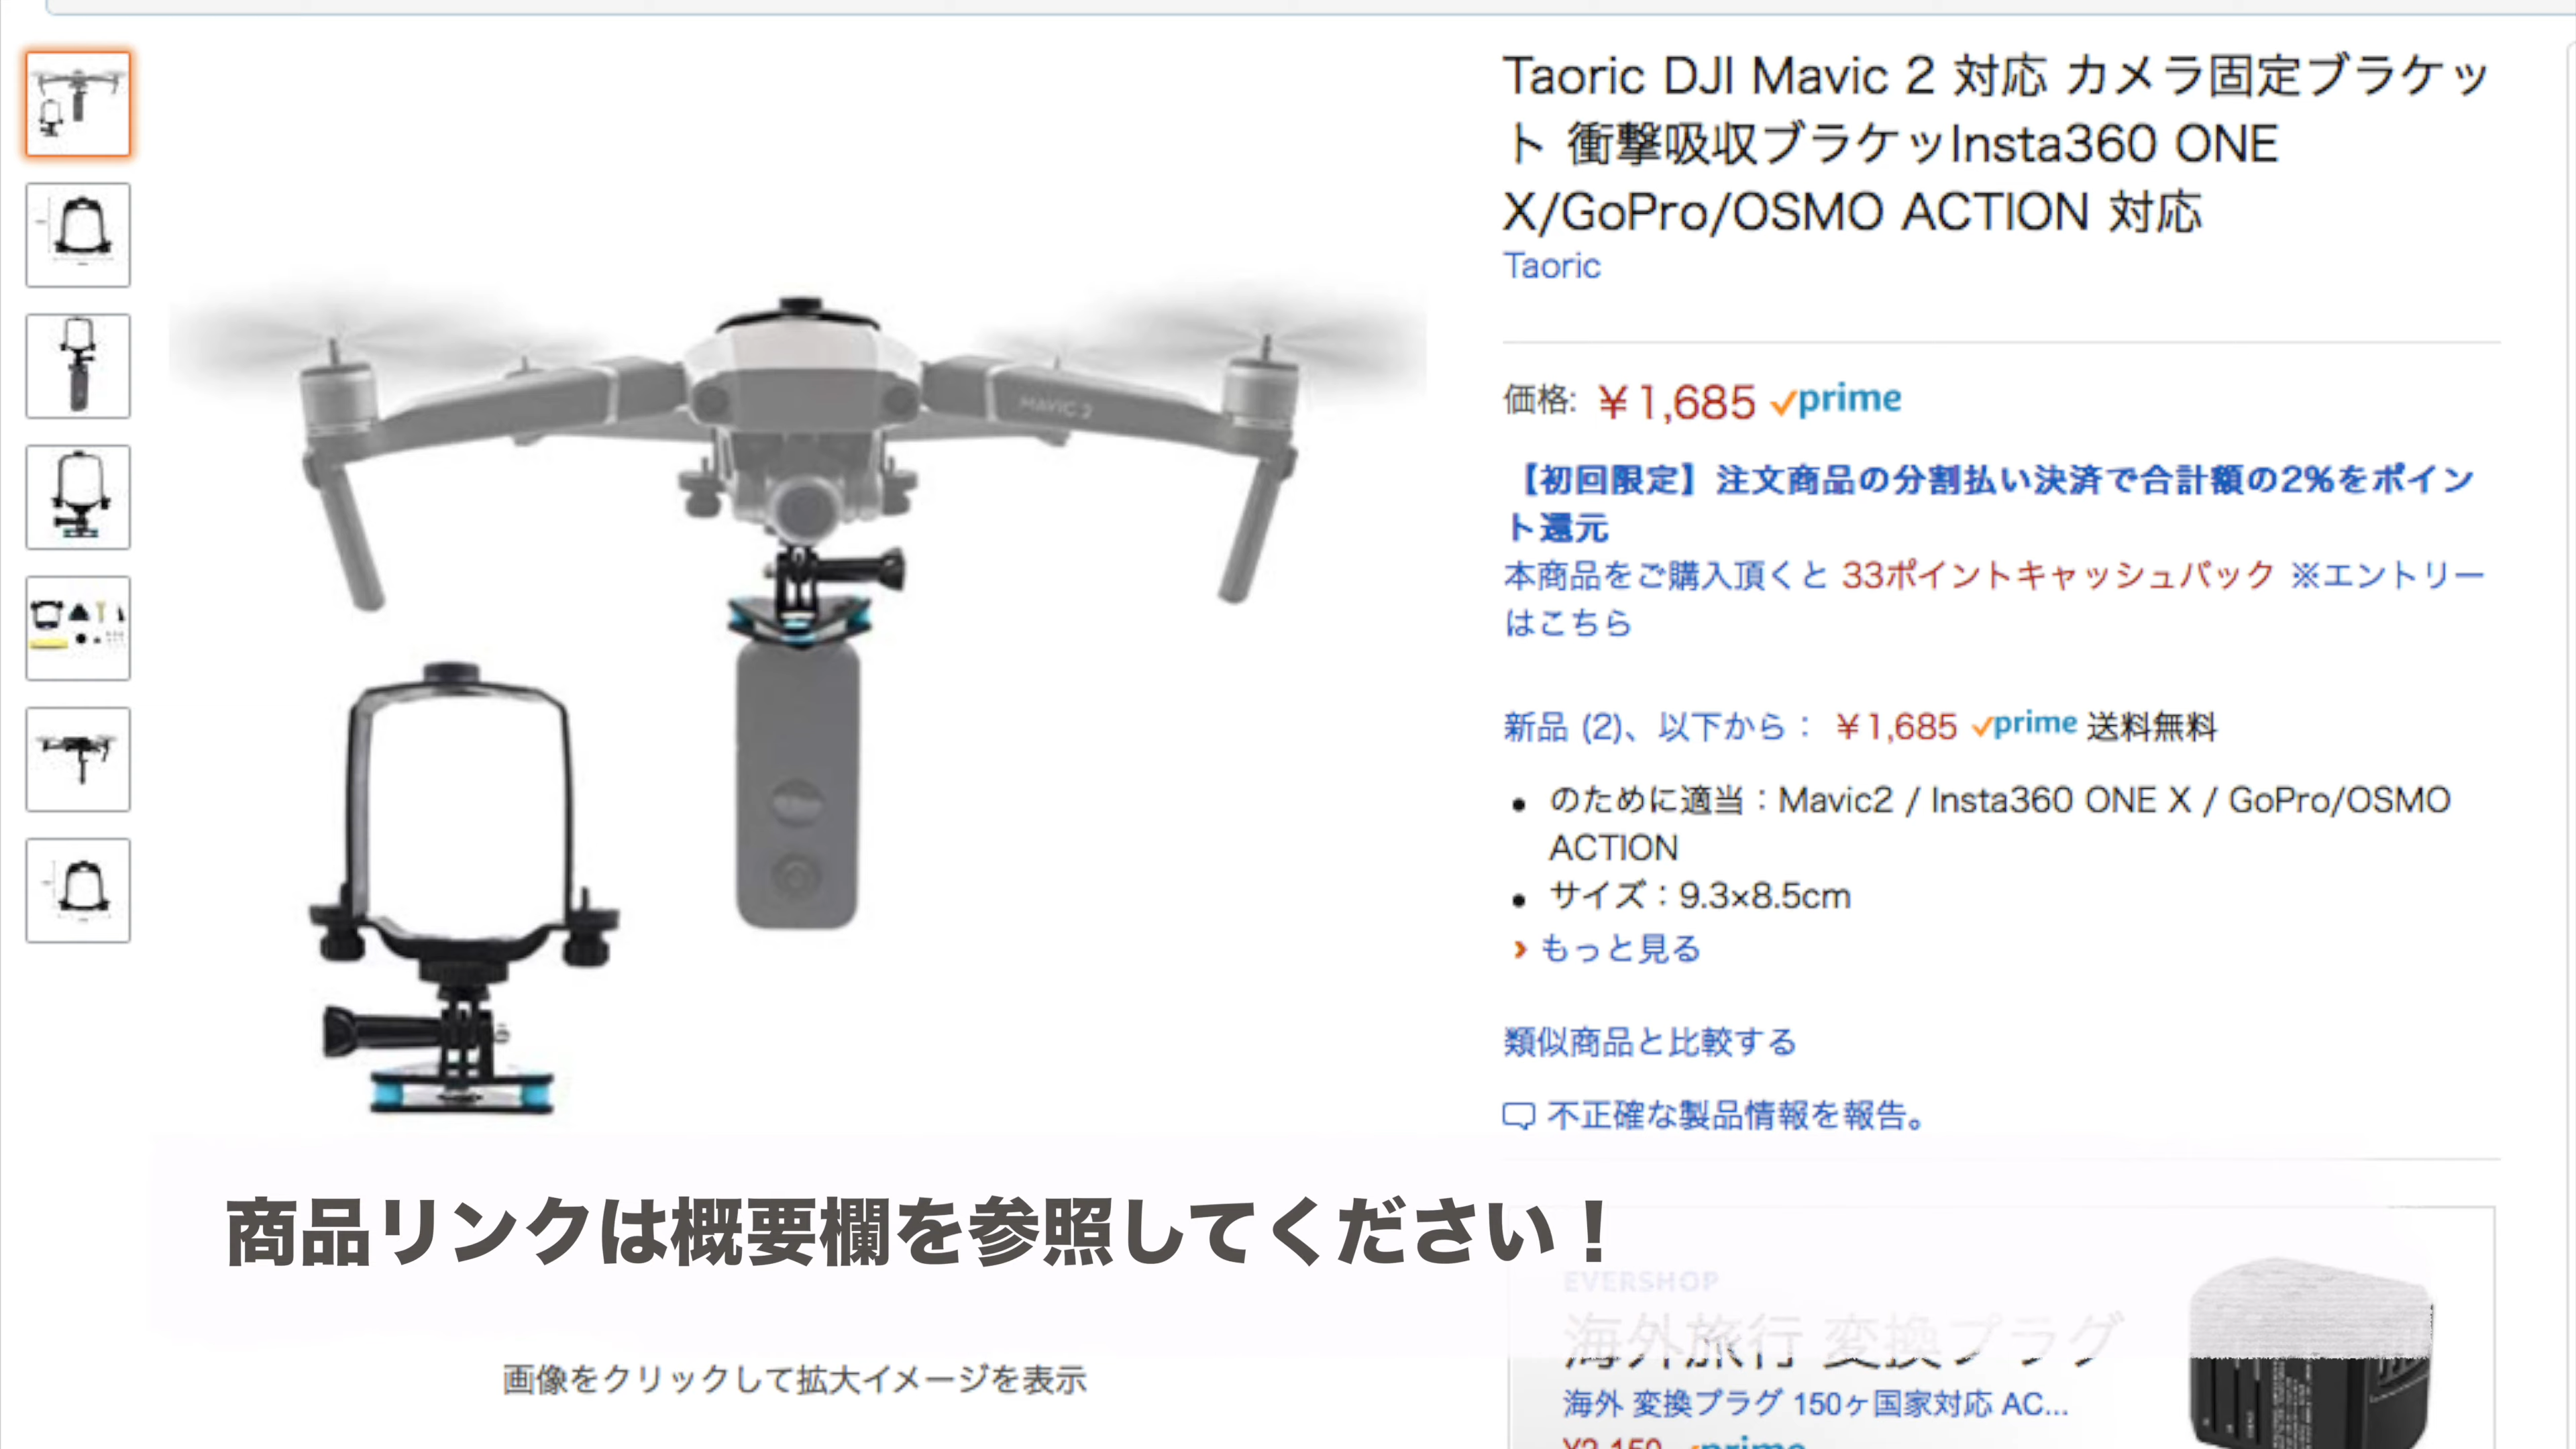 Taoric DJI Mavic 2 対応 カメラ固定ブラケッ
ト 衝撃吸収ブラケッInsta360 ONE
X/GoPro/OSMO ACTION 対応
Taoric
価格: ￥1,685 prime
【初回限定】注文商品の分割払い決済で合計額の2%をポイン
ト還元
本商品をご購入頂くと 33ポイントキャッシュバック ※エントリー
はこちら
新品 (2)、以下から： ￥1,685 prime 送料無料
• のために適当：Mavic2 / Insta360 ONE X / GoPro/OSMO
ACTION
• サイズ：9.3×8.5cm
› もっと見る
類似商品と比較する
不正確な製品情報を報告。
MAVIC 2
商品リンクは概要欄を参照してください！
画像をクリックして拡大イメージを表示
EVERSHOP
海外旅行 変換プラグ
海外 変換プラグ 150ヶ国家対応 AC...
¥2,150 prime